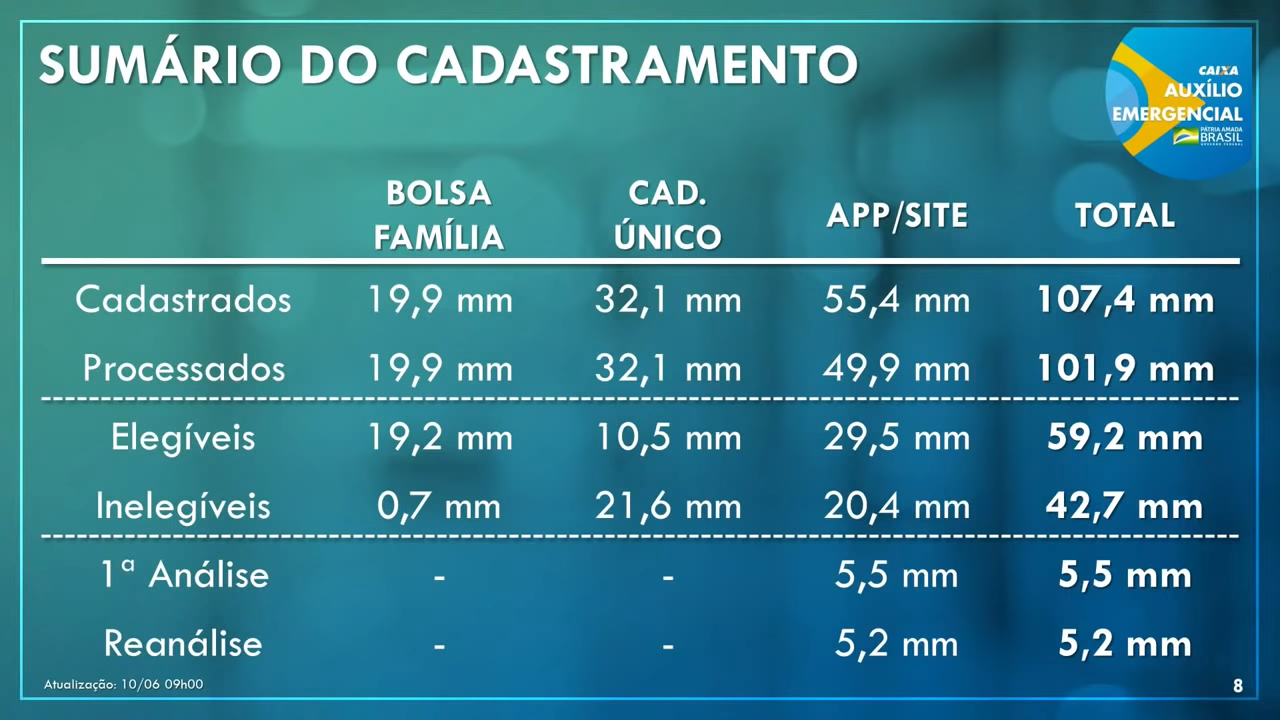 SUMÁRIO DO CADASTRAMENTO
CAIXA
AUXÍLIO
EMERGENCIAL
PÁTRIA AMADA
BRASIL
GOVERNO FEDERAL
BOLSA FAMÍLIA CAD. ÚNICO APP/SITE TOTAL
Cadastrados 19,9 mm 32,1 mm 55,4 mm 107,4 mm
Processados 19,9 mm 32,1 mm 49,9 mm 101,9 mm
Elegíveis 19,2 mm 10,5 mm 29,5 mm 59,2 mm
Inelegíveis 0,7 mm 21,6 mm 20,4 mm 42,7 mm
1ª Análise - - 5,5 mm 5,5 mm
Reanálise - - 5,2 mm 5,2 mm
Atualização: 10/06 09h00
8